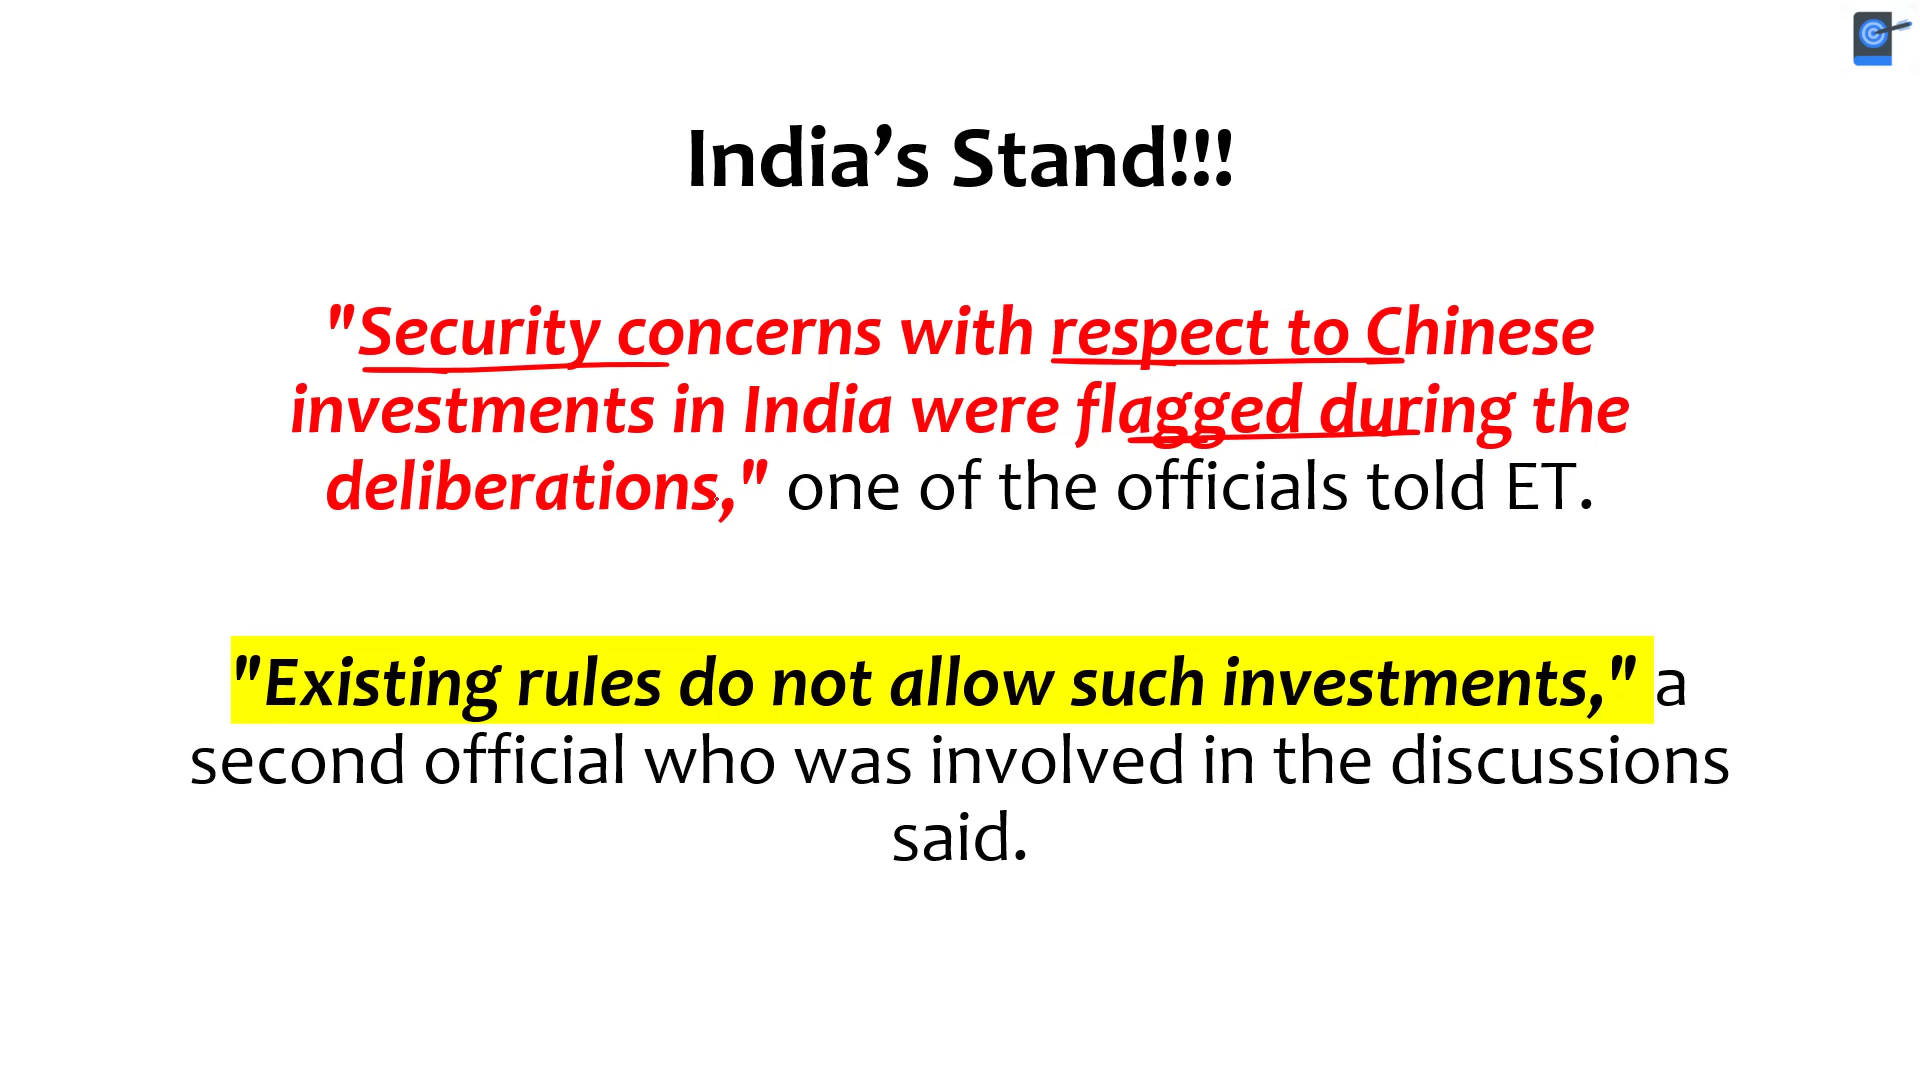 India’s Stand!!!
"Security concerns with respect to Chinese
investments in India were flagged during the
deliberations," one of the officials told ET.
"Existing rules do not allow such investments," a
second official who was involved in the discussions
said.